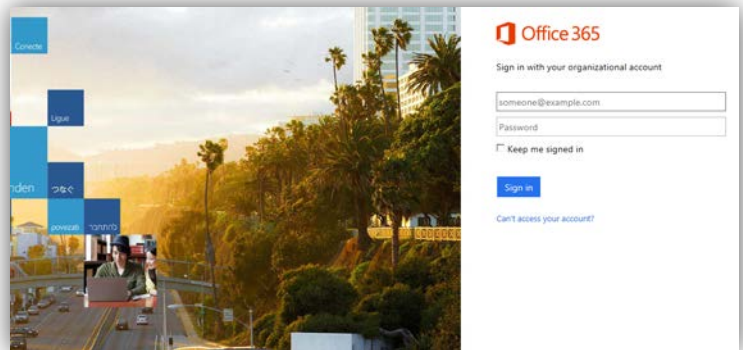 Conecte
Ligue
nden
つなぐ
povezati
להתחבר
Office 365
Sign in with your organizational account
someone@example.com
Password
Keep me signed in
Sign in
Can't access your account?